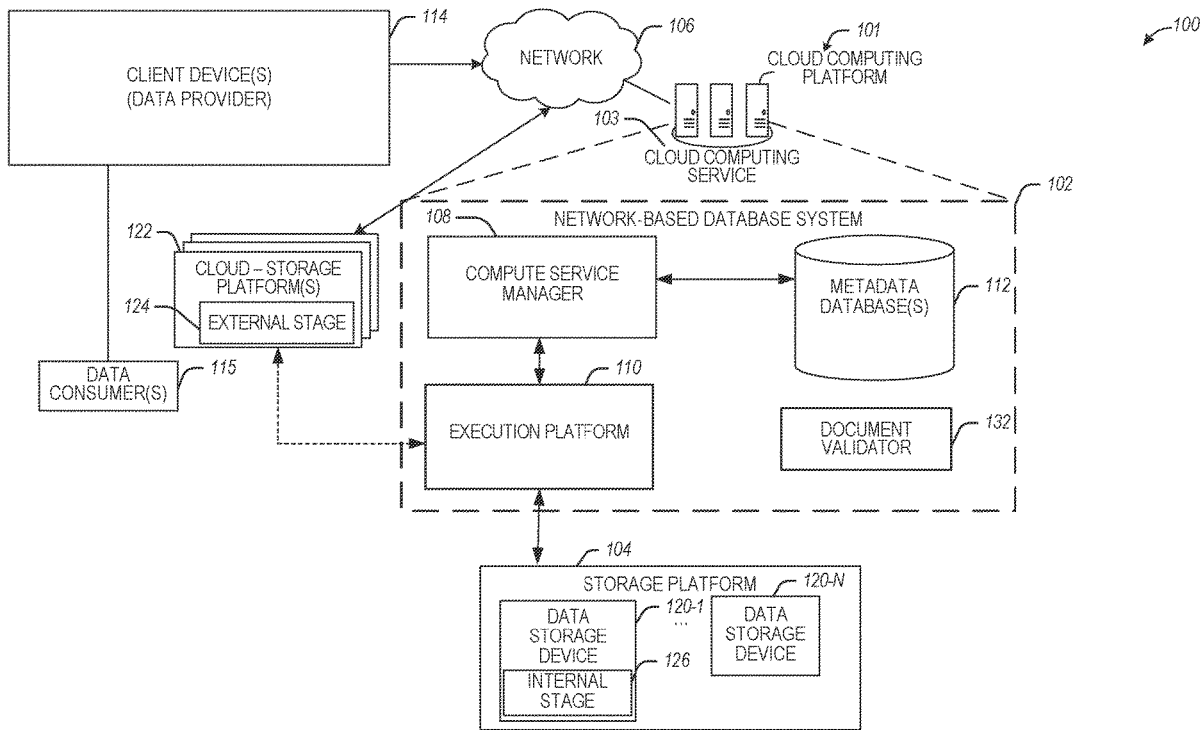 114
CLIENT DEVICE(S)
(DATA PROVIDER)
NETWORK
106
101
CLOUD COMPUTING
PLATFORM
100
103
CLOUD COMPUTING
SERVICE
102
NETWORK-BASED DATABASE SYSTEM
108
COMPUTE SERVICE
MANAGER
METADATA
DATABASE(S)
112
122
CLOUD – STORAGE
PLATFORM(S)
124
EXTERNAL STAGE
DATA
CONSUMER(S)
115
110
EXECUTION PLATFORM
DOCUMENT
VALIDATOR
132
104
STORAGE PLATFORM
120-1
DATA
STORAGE
DEVICE
126
INTERNAL
STAGE
...
120-N
DATA
STORAGE
DEVICE